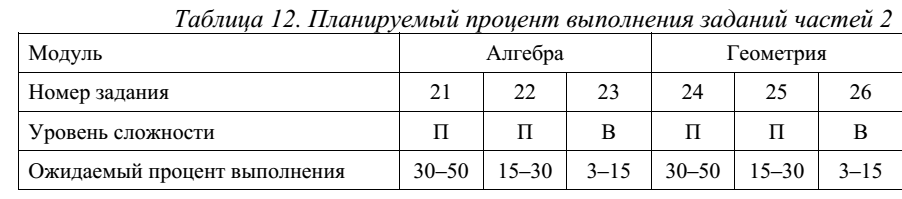 Таблица 12. Планируемый процент выполнения заданий частей 2
Модуль Алгебра Геометрия
Номер задания 21 22 23 24 25 26
Уровень сложности П П В П П В
Ожидаемый процент выполнения 30–50 15–30 3–15 30–50 15–30 3–15